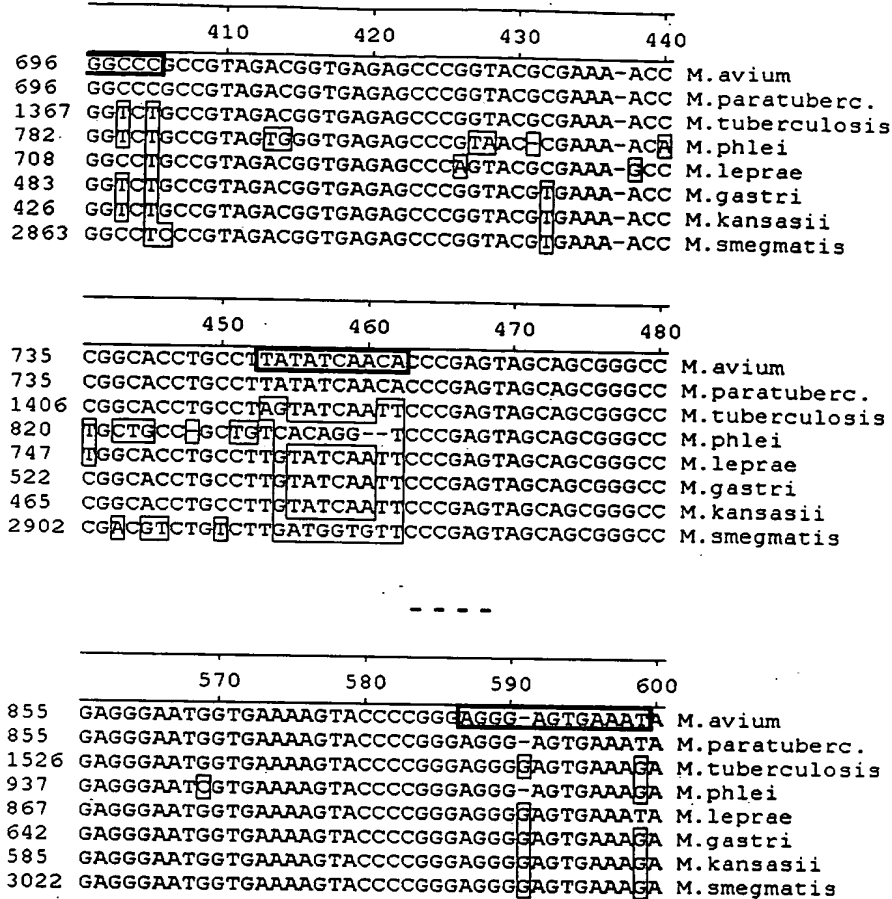 410 420 430 440
696 GGCCCGCCGTAGACGGTGAGAGCCCGGTACGCGAAA-ACC M.avium
696 GGCCCGCCGTAGACGGTGAGAGCCCGGTACGCGAAA-ACC M.paratuberc.
1367 GGTCTGCCGTAGACGGTGAGAGCCCGGTACGCGAAA-ACC M.tuberculosis
782 GGTCTGCCGTAGTGGGTGAGAGCCCGTAAC-CGAAA-ACA M.phlei
708 GGCCTGCCGTAGACGGTGAGAGCCCAGTACGCGAAA-GCC M.leprae
483 GGTCTGCCGTAGACGGTGAGAGCCCGGTACGTGAAA-ACC M.gastri
426 GGTCTGCCGTAGACGGTGAGAGCCCGGTACGTGAAA-ACC M.kansasii
2863 GGCCTCCCGTAGACGGTGAGAGCCCGGTACGTGAAA-ACC M.smegmatis
450 460 470 480
735 CGGCACCTGCCTTATATCAACACCCGAGTAGCAGCGGGCC M.avium
735 CGGCACCTGCCTTATATCAACACCCGAGTAGCAGCGGGCC M.paratuberc.
1406 CGGCACCTGCCTAGTATCAATTCCCGAGTAGCAGCGGGCC M.tuberculosis
820 TGCTGCC-GCTGTCACAGG--TCCCGAGTAGCAGCGGGCC M.phlei
747 TGGCACCTGCCTTGTATCAATTCCCGAGTAGCAGCGGGCC M.leprae
522 CGGCACCTGCCTTGTATCAATTCCCGAGTAGCAGCGGGCC M.gastri
465 CGGCACCTGCCTTGTATCAATTCCCGAGTAGCAGCGGGCC M.kansasii
2902 CGACGTCTGTCTTGATGGTGTTCCCGAGTAGCAGCGGGCC M.smegmatis
- - - -
570 580 590 600
855 GAGGGAATGGTGAAAAGTACCCCGGGAGGG-AGTGAAATA M.avium
855 GAGGGAATGGTGAAAAGTACCCCGGGAGGG-AGTGAAATA M.paratuberc.
1526 GAGGGAATGGTGAAAAGTACCCCGGGAGGGGAGTGAAAGA M.tuberculosis
937 GAGGGAATCGTGAAAAGTACCCCGGGAGGG-AGTGAAAGA M.phlei
867 GAGGGAATGGTGAAAAGTACCCCGGGAGGGGAGTGAAATA M.leprae
642 GAGGGAATGGTGAAAAGTACCCCGGGAGGGGAGTGAAAGA M.gastri
585 GAGGGAATGGTGAAAAGTACCCCGGGAGGGGAGTGAAAGA M.kansasii
3022 GAGGGAATGGTGAAAAGTACCCCGGGAGGGGAGTGAAAGA M.smegmatis